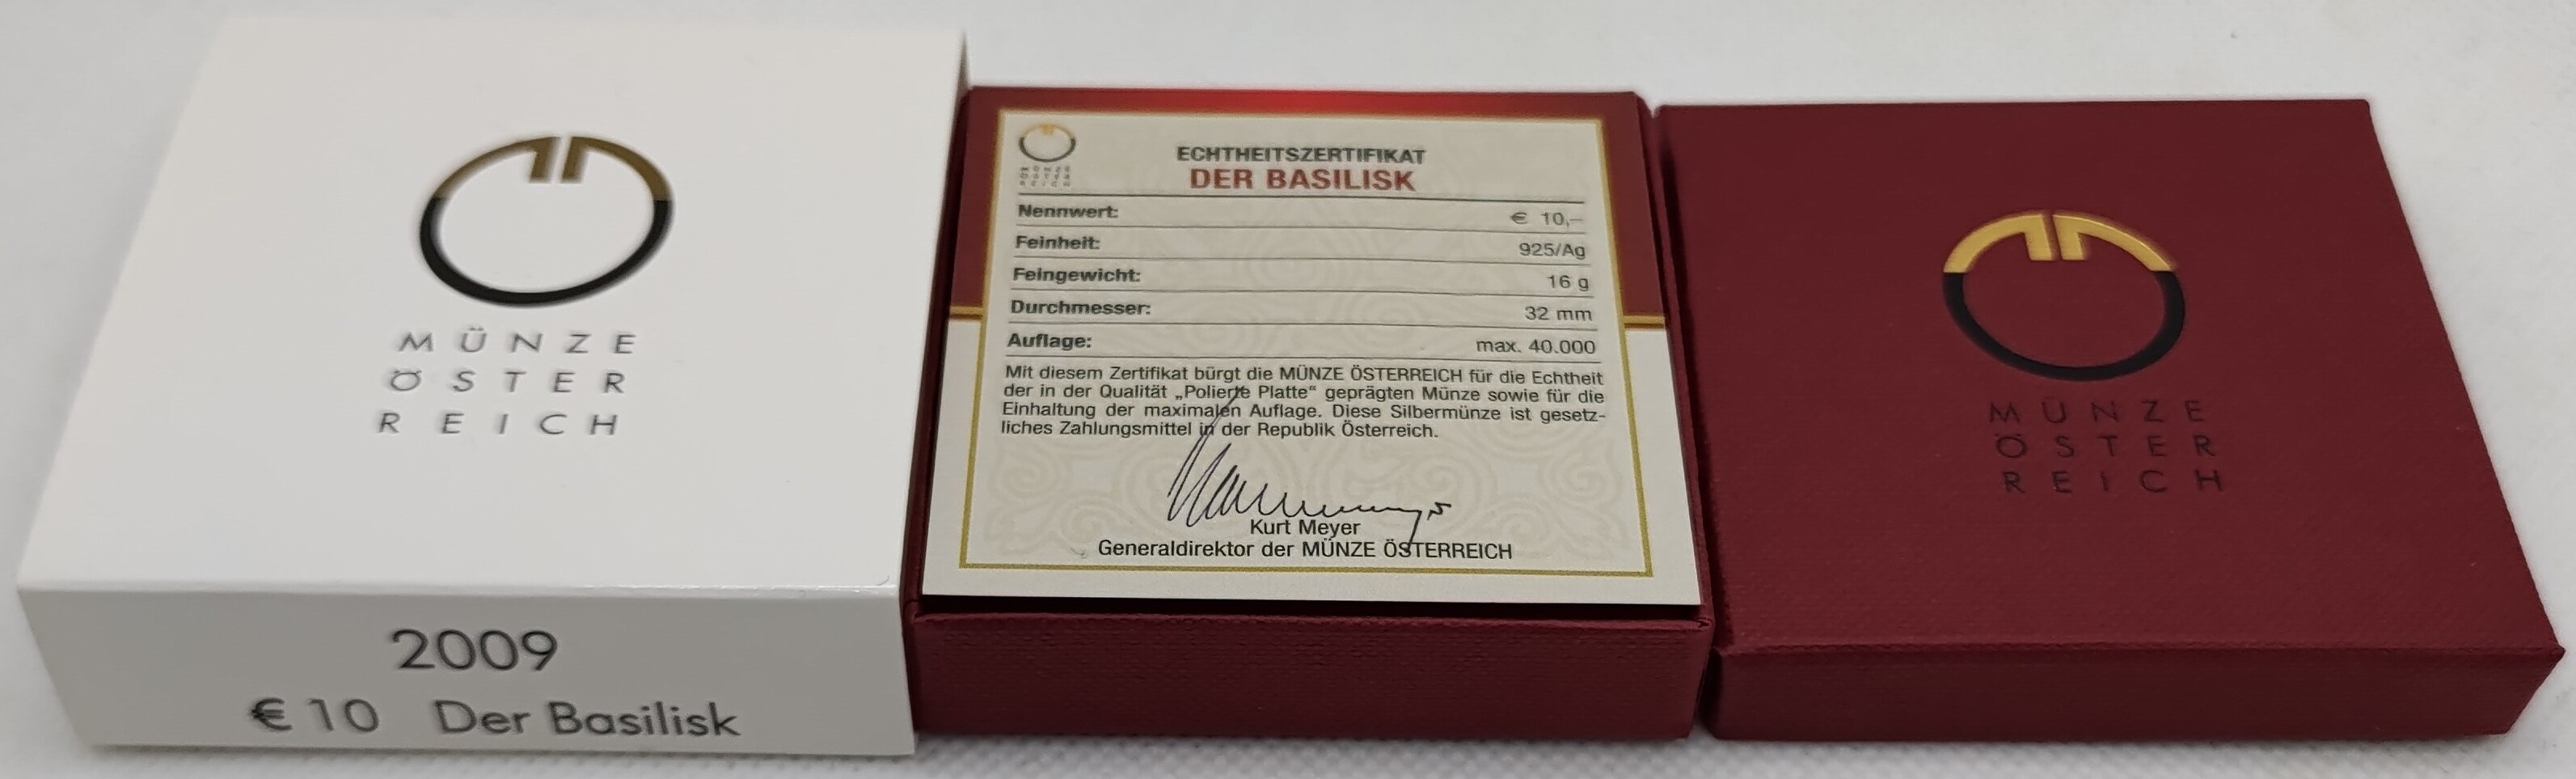 MÜNZE
ÖSTER
REICH
2009
€ 10 Der Basilisk
MÜNZE
ÖSTER
REICH
ECHTHEITSZERTIFIKAT
DER BASILISK
Nennwert: € 10,–
Feinheit: 925/Ag
Feingewicht: 16 g
Durchmesser: 32 mm
Auflage: max. 40.000
Mit diesem Zertifikat bürgt die MÜNZE ÖSTERREICH für die Echtheit
der in der Qualität „Polierte Platte“ geprägten Münze sowie für die
Einhaltung der maximalen Auflage. Diese Silbermünze ist gesetz-
liches Zahlungsmittel in der Republik Österreich.
Kurt Meyer
Generaldirektor der MÜNZE ÖSTERREICH
MÜNZE
ÖSTER
REICH